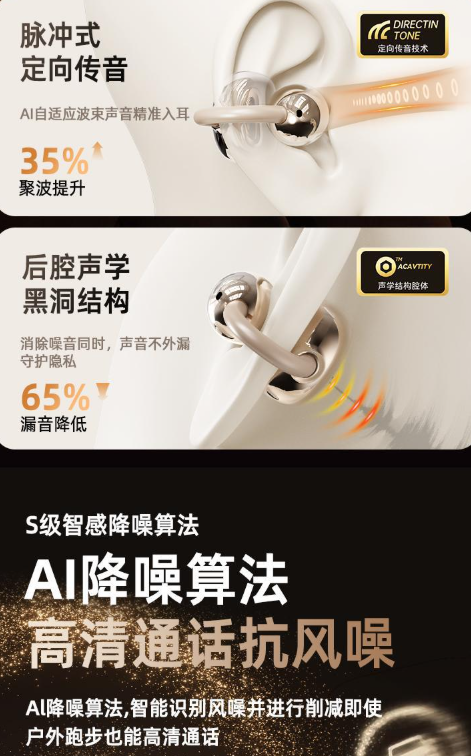 脉冲式
定向传音
AI自适应波束声音精准入耳
35%
聚波提升
DIRECTIN
TONE
定向传音技术
后腔声学
黑洞结构
消除噪音同时，声音不外漏
守护隐私
65%
漏音降低
TM
ACAVTITY
声学结构腔体
S级智感降噪算法
AI降噪算法
高清通话抗风噪
AI降噪算法,智能识别风噪并进行削减即使
户外跑步也能高清通话